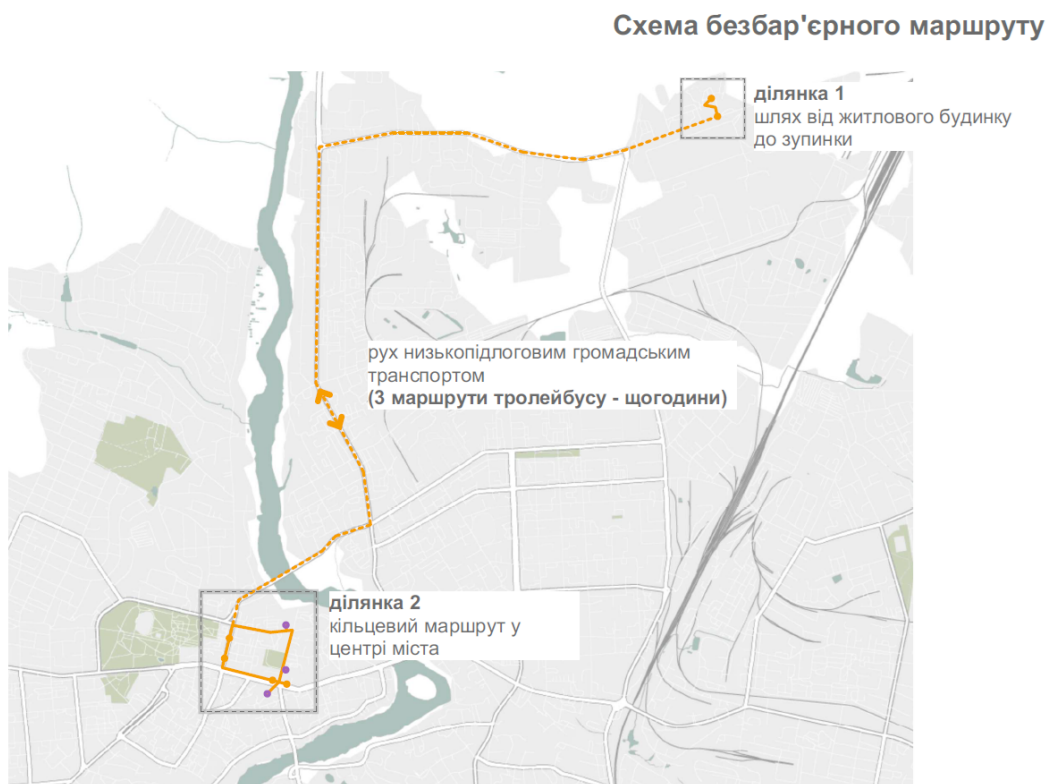 Схема безбар'єрного маршруту
ділянка 1
шлях від житлового будинку
до зупинки
рух низькопідлоговим громадським
транспортом
(3 маршрути тролейбусу - щогодини)
ділянка 2
кільцевий маршрут у
центрі міста